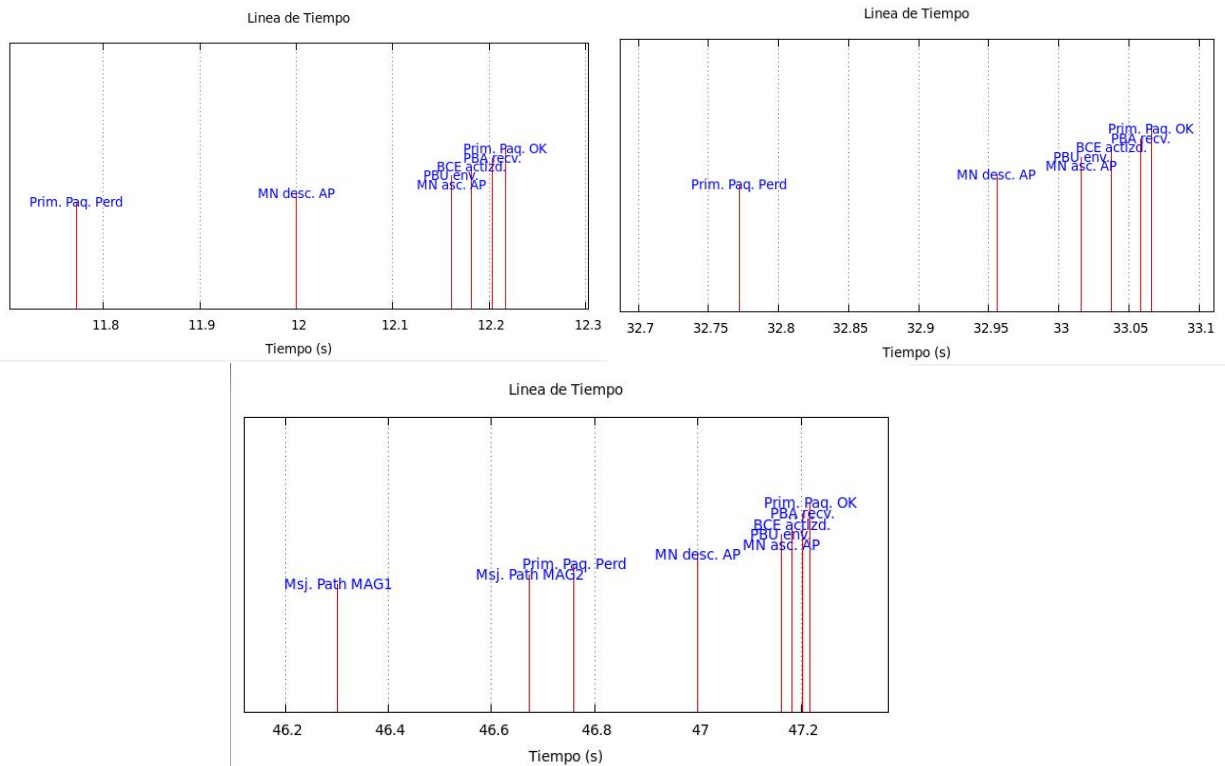 Linea de Tiempo
Prim. Paq. OK
PBA recv.
BCE actlzd.
PBU env.
MN asc. AP
MN desc. AP
Prim. Paq. Perd
11.8 11.9 12 12.1 12.2 12.3
Tiempo (s)
Linea de Tiempo
Prim. Paq. OK
PBA recv.
BCE actlzd.
PBU env.
MN asc. AP
MN desc. AP
Prim. Paq. Perd
32.7 32.75 32.8 32.85 32.9 32.95 33 33.05 33.1
Tiempo (s)
Linea de Tiempo
Prim. Paq. OK
PBA recv.
BCE actlzd.
PBU env.
MN asc. AP
MN desc. AP
Prim. Paq. Perd
Msj. Path MAG2
Msj. Path MAG1
46.2 46.4 46.6 46.8 47 47.2
Tiempo (s)